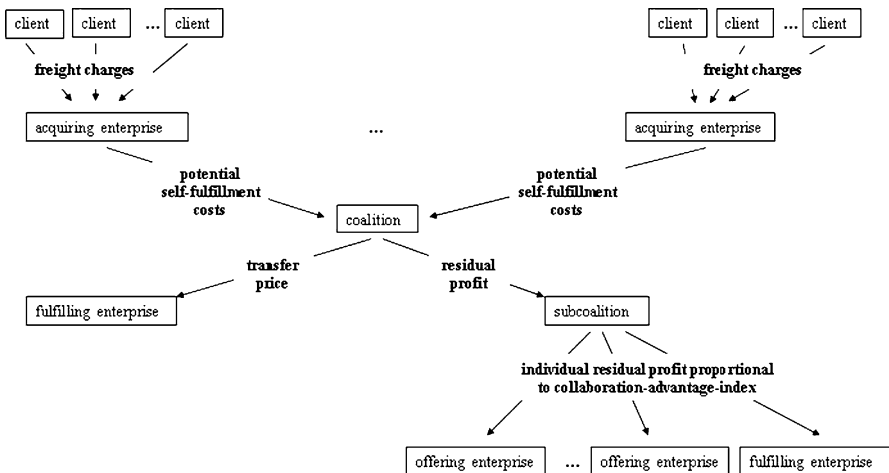 client client ... client client client ... client
freight charges freight charges
acquiring enterprise ... acquiring enterprise
potential
self-fulfillment
costs
potential
self-fulfillment
costs
coalition
transfer
price
residual
profit
fulfilling enterprise subcoalition
individual residual profit proportional
to collaboration-advantage-index
offering enterprise ... offering enterprise fulfilling enterprise